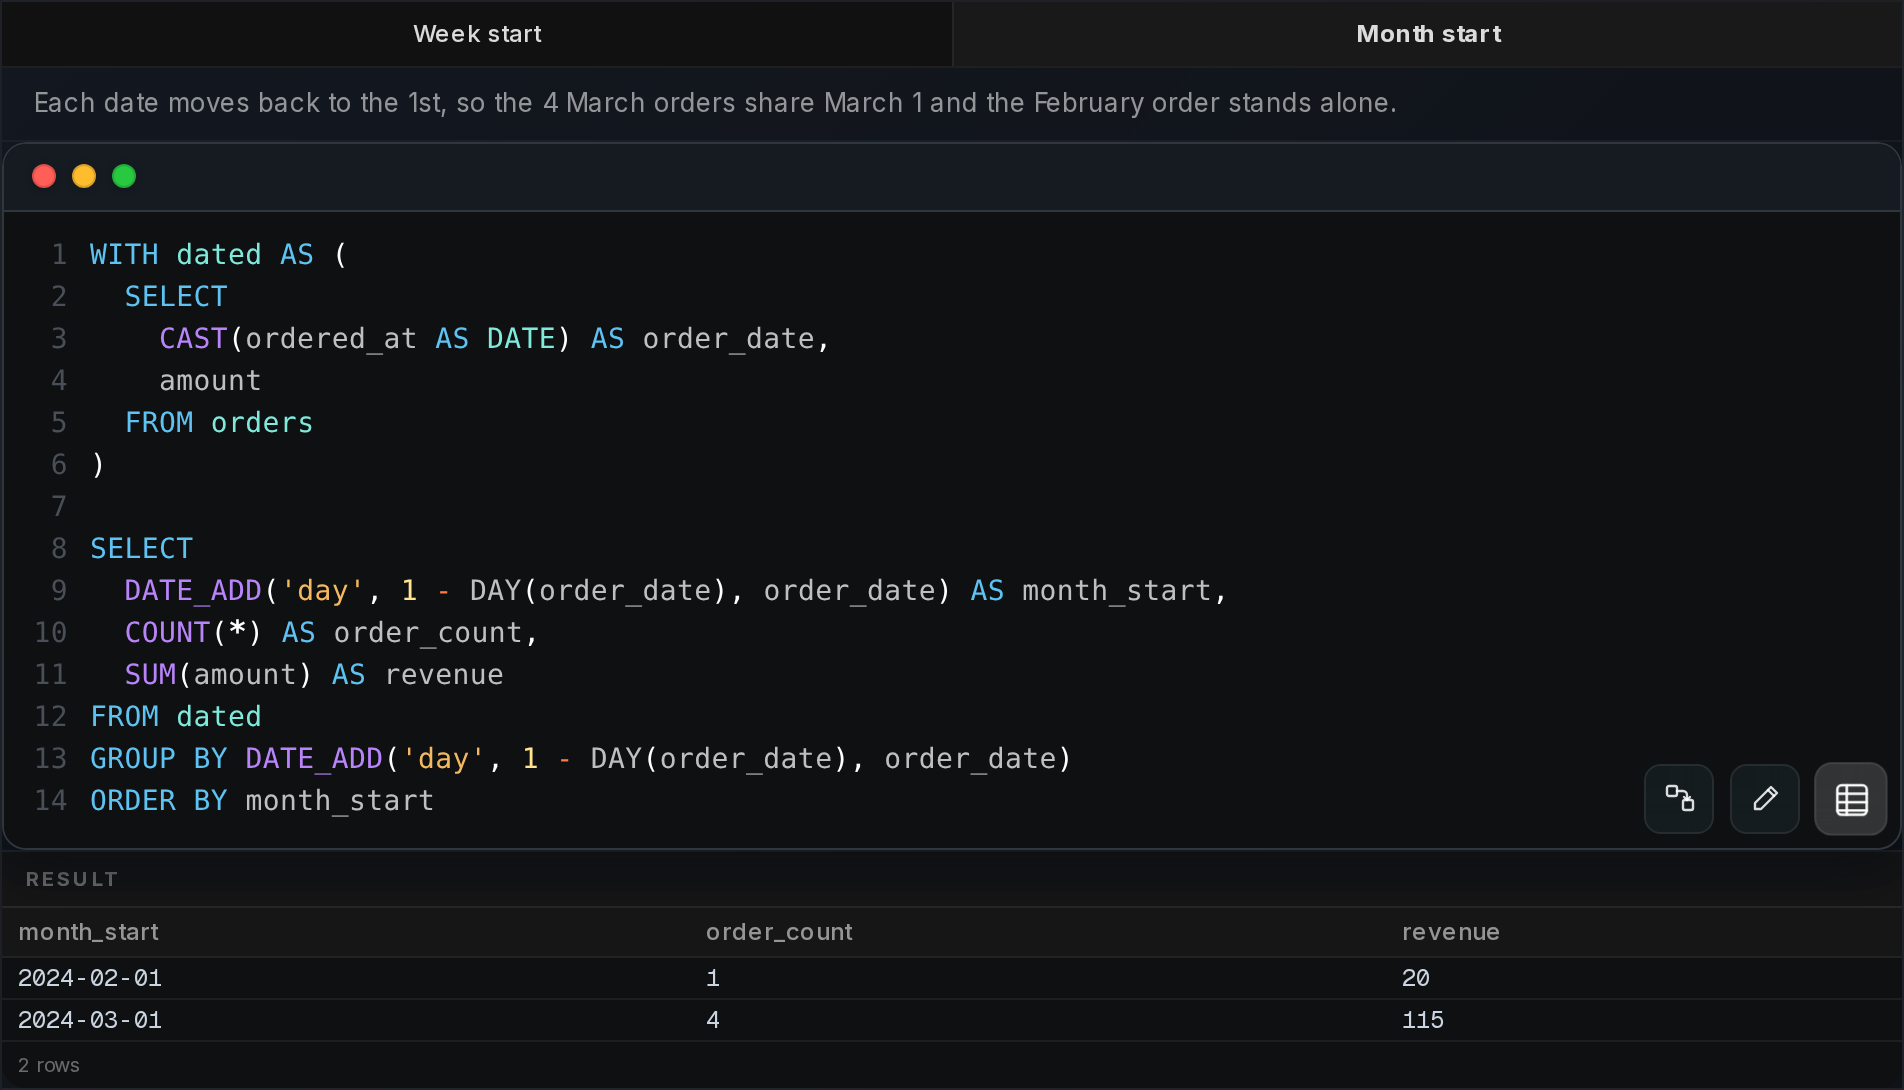 Week start
Month start
Each date moves back to the 1st, so the 4 March orders share March 1 and the February order stands alone.
1 WITH dated AS (
2   SELECT
3     CAST(ordered_at AS DATE) AS order_date,
4     amount
5   FROM orders
6 )
7
8 SELECT
9   DATE_ADD('day', 1 - DAY(order_date), order_date) AS month_start,
10   COUNT(*) AS order_count,
11   SUM(amount) AS revenue
12 FROM dated
13 GROUP BY DATE_ADD('day', 1 - DAY(order_date), order_date)
14 ORDER BY month_start
RESULT
month_start order_count revenue
2024-02-01 1 20
2024-03-01 4 115
2 rows